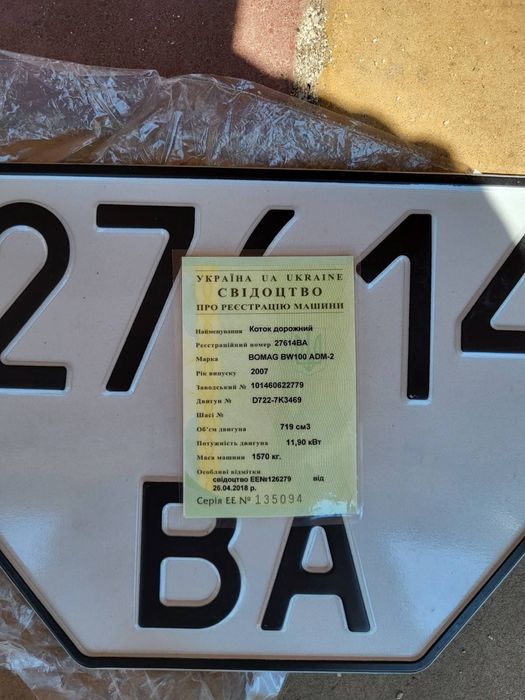 27614
УКРАЇНА UA UKRAINE
СВІДОЦТВО
ПРО РЕЄСТРАЦІЮ МАШИНИ
Найменування Коток дорожний
Реєстраційний номер 27614ВА
Марка BOMAG BW100 ADM-2
Рік випуску 2007
Заводський № 101460622779
Двигун № D722-7K3469
Шасі №
Об'єм двигуна 719 см3
Потужність двигуна 11,90 кВт
Маса машини 1570 кг.
Особливі відмітки
свідоцтво ЕЕ№126279 від
26.04.2018 р.
Серія ЕЕ № 135094
ВА